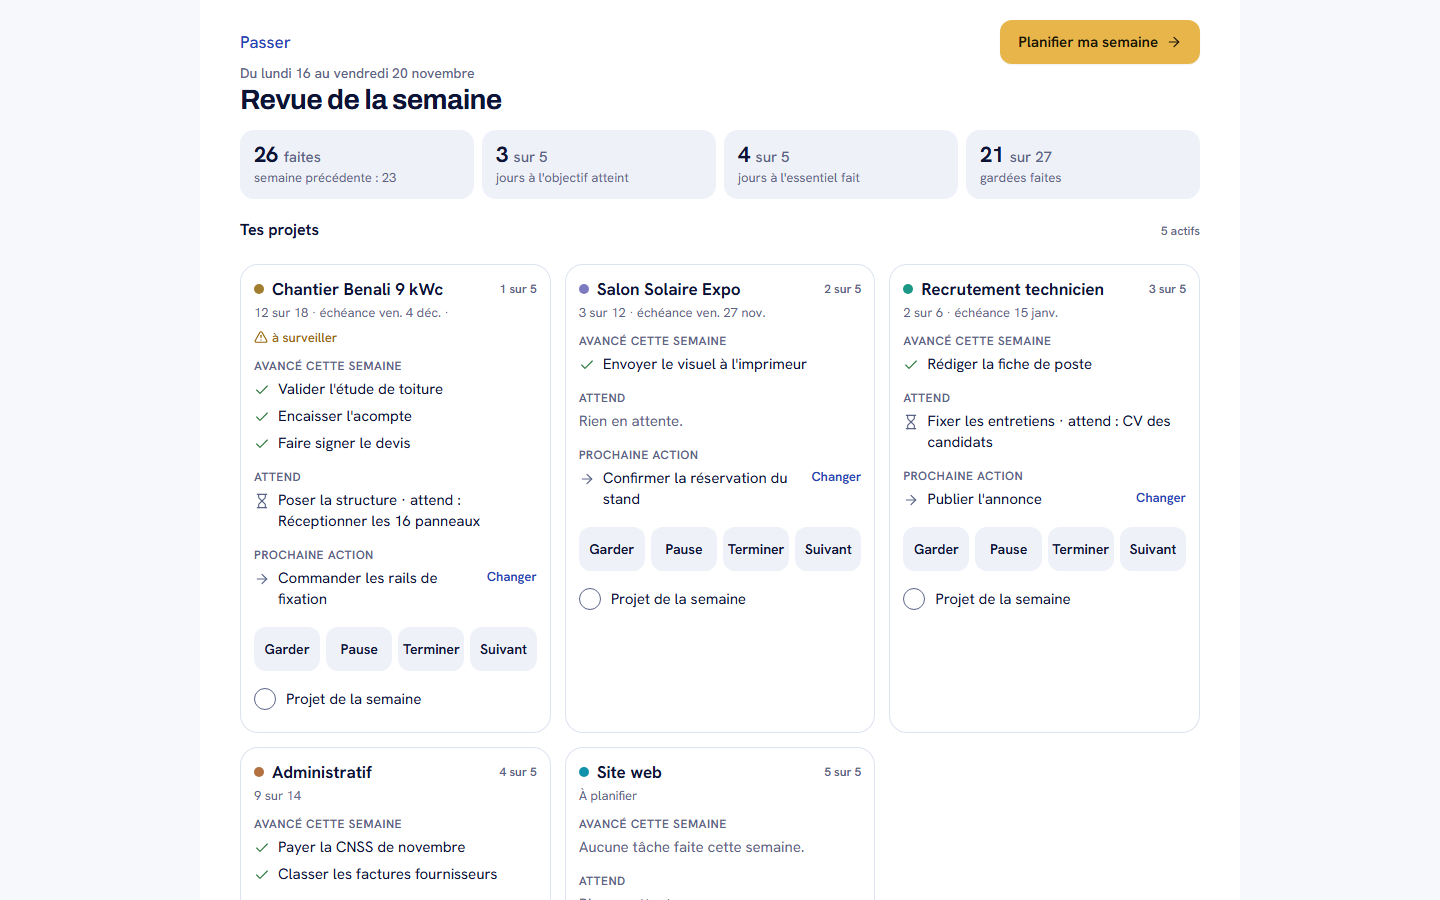 Passer
Planifier ma semaine
Du lundi 16 au vendredi 20 novembre
Revue de la semaine
26 faites
semaine précédente : 23
3 sur 5
jours à l'objectif atteint
4 sur 5
jours à l'essentiel fait
21 sur 27
gardées faites
Tes projets
5 actifs
Chantier Benali 9 kWc
1 sur 5
12 sur 18 · échéance ven. 4 déc. ·
à surveiller
AVANCÉ CETTE SEMAINE
Valider l'étude de toiture
Encaisser l'acompte
Faire signer le devis
ATTEND
Poser la structure · attend :
Réceptionner les 16 panneaux
PROCHAINE ACTION
Commander les rails de
fixation
Changer
Garder
Pause
Terminer
Suivant
Projet de la semaine
Salon Solaire Expo
2 sur 5
3 sur 12 · échéance ven. 27 nov.
AVANCÉ CETTE SEMAINE
Envoyer le visuel à l'imprimeur
ATTEND
Rien en attente.
PROCHAINE ACTION
Confirmer la réservation du
stand
Changer
Garder
Pause
Terminer
Suivant
Projet de la semaine
Recrutement technicien
3 sur 5
2 sur 6 · échéance 15 janv.
AVANCÉ CETTE SEMAINE
Rédiger la fiche de poste
ATTEND
Fixer les entretiens · attend : CV des
candidats
PROCHAINE ACTION
Publier l'annonce
Changer
Garder
Pause
Terminer
Suivant
Projet de la semaine
Administratif
4 sur 5
9 sur 14
AVANCÉ CETTE SEMAINE
Payer la CNSS de novembre
Classer les factures fournisseurs
Site web
5 sur 5
À planifier
AVANCÉ CETTE SEMAINE
Aucune tâche faite cette semaine.
ATTEND